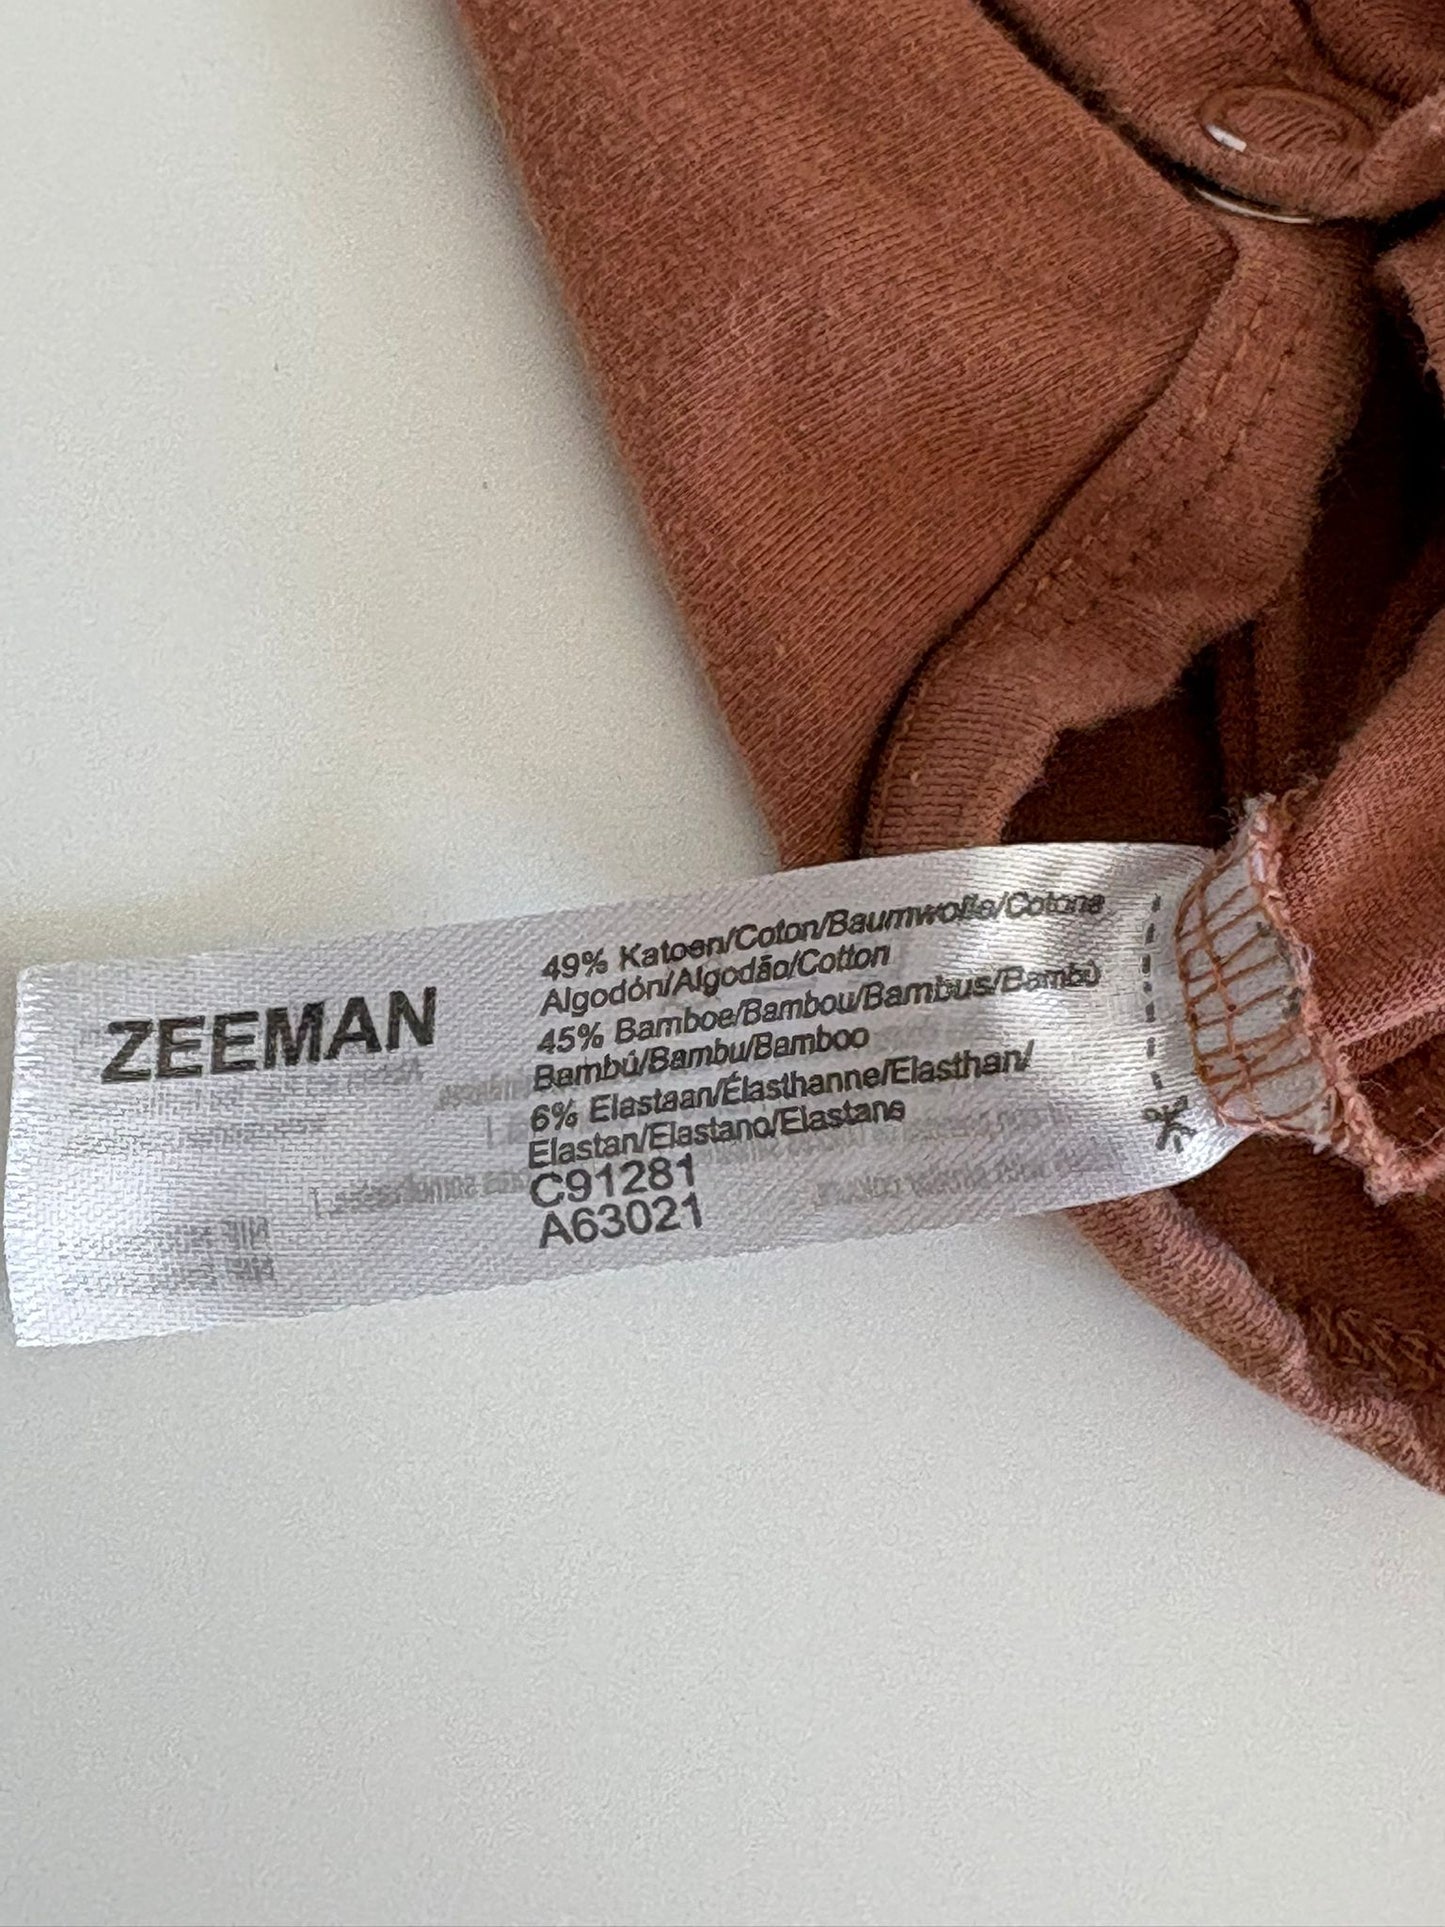 ZEEMAN
49% Katoen/Coton/Baumwolle/Cotone
Algodón/Algodão/Cotton
45% Bamboe/Bambou/Bambus/Bambù
Bambú/Bambu/Bamboo
6% Elastaan/Élasthanne/Elasthan/
Elastan/Elastano/Elastane
C91281
A63021